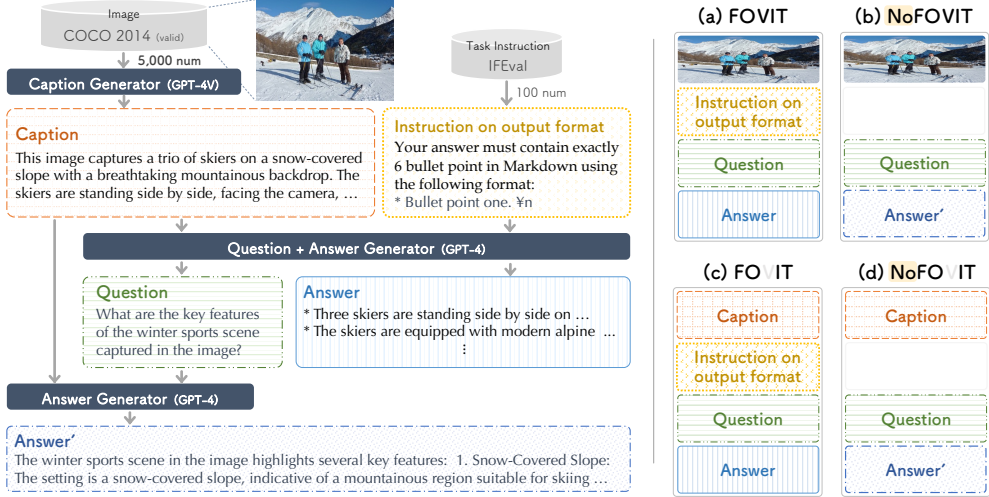 Image
COCO 2014 (valid)
5,000 num
Caption Generator (GPT-4V)
Task Instruction
IFEval
100 num
Caption
This image captures a trio of skiers on a snow-covered
slope with a breathtaking mountainous backdrop. The
skiers are standing side by side, facing the camera, …
Instruction on output format
Your answer must contain exactly
6 bullet point in Markdown using
the following format:
* Bullet point one. ¥n
Question + Answer Generator (GPT-4)
Question
What are the key features
of the winter sports scene
captured in the image?
Answer
* Three skiers are standing side by side on …
* The skiers are equipped with modern alpine …
⋮
Answer Generator (GPT-4)
Answer′
The winter sports scene in the image highlights several key features: 1. Snow-Covered Slope:
The setting is a snow-covered slope, indicative of a mountainous region suitable for skiing …
(a) FOVIT
Instruction on
output format
Question
Answer
(b) NoFOVIT
Question
Answer′
(c) FOVIT
Caption
Instruction on
output format
Question
Answer
(d) NoFOVIT
Caption
Question
Answer′